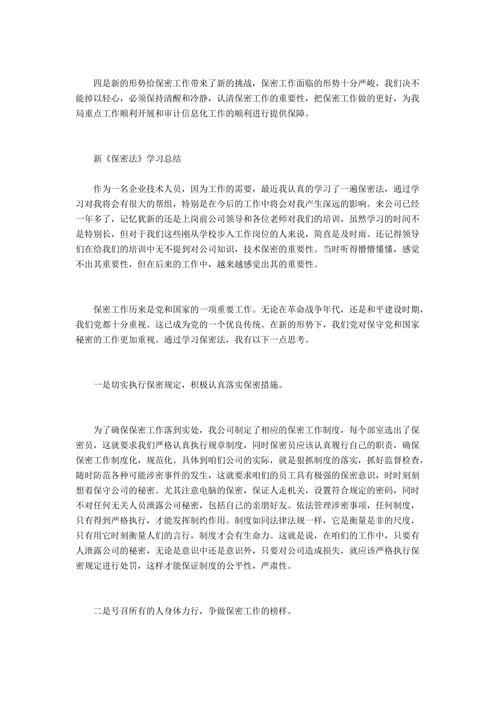 四是新的形势给保密工作带来了新的挑战，保密工作面临的形势十分严峻，我们决不
能掉以轻心，必须保持清醒和冷静，认清保密工作的重要性，把保密工作做的更好，为我
局重点工作顺利开展和审计信息化工作的顺利进行提供保障。
新《保密法》学习总结
作为一名企业技术人员，因为工作的需要，最近我认真的学习了一遍保密法，通过学
习对我将会有很大的帮组，特别是在今后的工作中将会对我产生深远的影响。来公司已经
一年多了，记忆犹新的还是上岗前公司领导和各位老师对我们的培训，虽然学习的时间不
是特别长，但对于我们这些刚从学校步入工作岗位的人来说，简直是及时雨。还记得领导
们在给我们的培训中无不提到对公司知识，技术保密的重要性。当时听得懵懵懂懂，感觉
不出其重要性，但在后来的工作中，越来越感觉出其的重要性。
保密工作历来是党和国家的一项重要工作。无论在革命战争年代，还是和平建设时期，
我们党都十分重视。这已成为党的一个优良传统。在新的形势下，我们党对保守党和国家
秘密的工作更加重视。通过学习保密法，我有以下一点思考。
一是切实执行保密规定，积极认真落实保密措施。
为了确保保密工作落到实处，我公司制定了相应的保密工作制度，每个部室选出了保
密员，这就要求我们严格认真执行规章制度，同时保密员应该认真履行自己的职责，确保
保密工作制度化，规范化。具体到咱们公司的实际，就是狠抓制度的落实，抓好监督检查，
随时防范各种可能涉密事件的发生，这就要求咱们的员工具有极强的保密意识，时时刻刻
想着保守公司的秘密。尤其注意电脑的保密，保证人走机关，设置符合规定的密码，同时
不对任何无关人员泄露公司秘密，包括自己的亲朋好友。依法管理涉密事项，任何制度，
只有得到严格执行，才能发挥制约作用。制度如同法律法规一样，它是衡量是非的尺度，
只有用它时刻衡量人们的言行，制度才会有生命力。这就是说，在咱们的工作中，只要有
人泄露公司的秘密，无论是意识中还是意识外，只要对公司造成损失，就应该严格执行保
密规定进行处罚，这样才能保证制度的公平性，严肃性。
二是号召所有的人身体力行，争做保密工作的榜样。